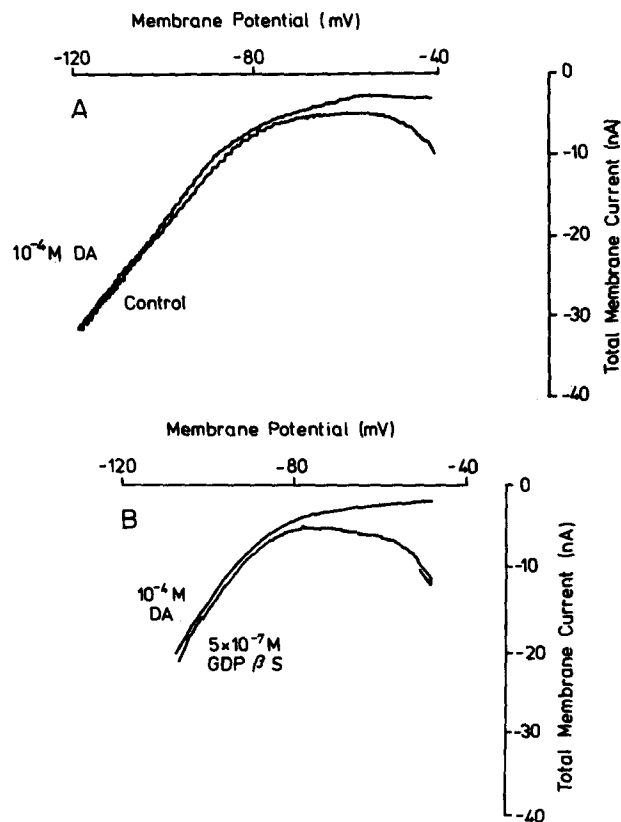 Membrane Potential (mV)
-120 -80 -40
A
0
-10
-20
-30
-40
Total Membrane Current (nA)
10⁻⁴M DA
Control
Membrane Potential (mV)
-120 -80 -40
B
0
-10
-20
-30
-40
Total Membrane Current (nA)
10⁻⁴M
DA
5×10⁻⁷M
GDP β S